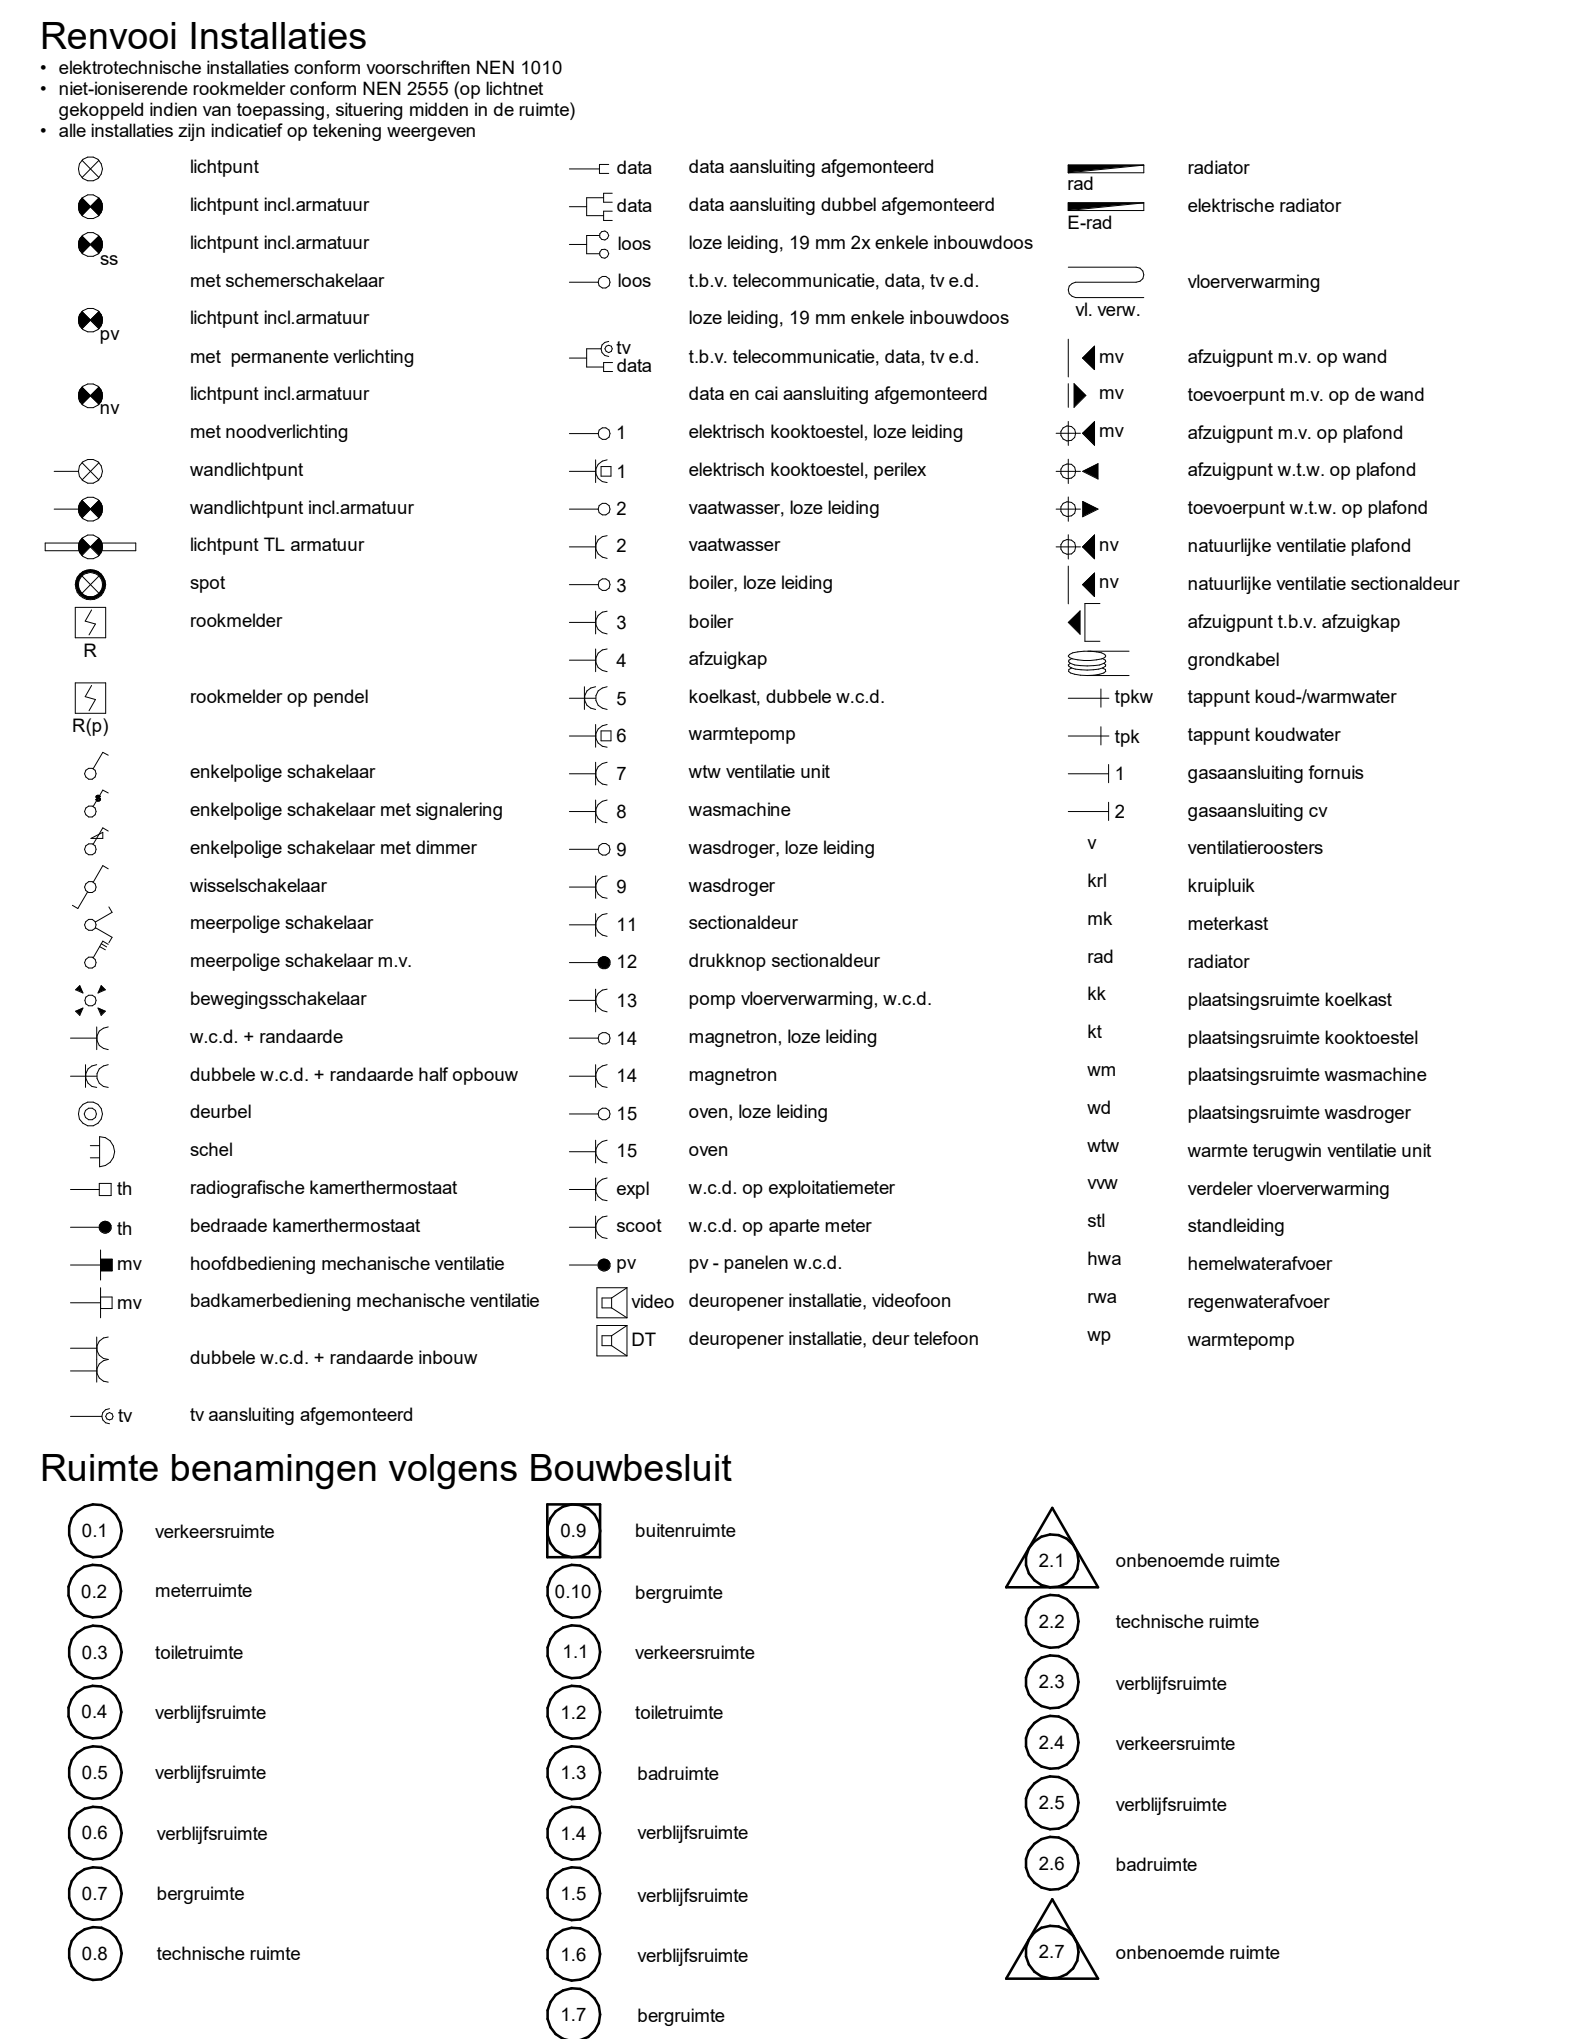 Renvooi Installaties
• elektrotechnische installaties conform voorschriften NEN 1010
• niet-ioniserende rookmelder conform NEN 2555 (op lichtnet
gekoppeld indien van toepassing, situering midden in de ruimte)
• alle installaties zijn indicatief op tekening weergeven
lichtpunt
lichtpunt incl.armatuur
ss lichtpunt incl.armatuur
met schemerschakelaar
pv lichtpunt incl.armatuur
met permanente verlichting
nv lichtpunt incl.armatuur
met noodverlichting
wandlichtpunt
wandlichtpunt incl.armatuur
lichtpunt TL armatuur
spot
R rookmelder
R(p) rookmelder op pendel
enkelpolige schakelaar
enkelpolige schakelaar met signalering
enkelpolige schakelaar met dimmer
wisselschakelaar
meerpolige schakelaar
meerpolige schakelaar m.v.
bewegingsschakelaar
w.c.d. + randaarde
dubbele w.c.d. + randaarde half opbouw
deurbel
schel
th radiografische kamerthermostaat
th bedraade kamerthermostaat
mv hoofdbediening mechanische ventilatie
mv badkamerbediening mechanische ventilatie
dubbele w.c.d. + randaarde inbouw
tv tv aansluiting afgemonteerd
data data aansluiting afgemonteerd
data data aansluiting dubbel afgemonteerd
loos loze leiding, 19 mm 2x enkele inbouwdoos
loos t.b.v. telecommunicatie, data, tv e.d.
loze leiding, 19 mm enkele inbouwdoos
tv
data t.b.v. telecommunicatie, data, tv e.d.
data en cai aansluiting afgemonteerd
1 elektrisch kooktoestel, loze leiding
1 elektrisch kooktoestel, perilex
2 vaatwasser, loze leiding
2 vaatwasser
3 boiler, loze leiding
3 boiler
4 afzuigkap
5 koelkast, dubbele w.c.d.
6 warmtepomp
7 wtw ventilatie unit
8 wasmachine
9 wasdroger, loze leiding
9 wasdroger
11 sectionaldeur
12 drukknop sectionaldeur
13 pomp vloerverwarming, w.c.d.
14 magnetron, loze leiding
14 magnetron
15 oven, loze leiding
15 oven
expl w.c.d. op exploitatiemeter
scoot w.c.d. op aparte meter
pv pv - panelen w.c.d.
video deuropener installatie, videofoon
DT deuropener installatie, deur telefoon
rad radiator
E-rad elektrische radiator
vl. verw. vloerverwarming
mv afzuigpunt m.v. op wand
mv toevoerpunt m.v. op de wand
mv afzuigpunt m.v. op plafond
afzuigpunt w.t.w. op plafond
toevoerpunt w.t.w. op plafond
nv natuurlijke ventilatie plafond
nv natuurlijke ventilatie sectionaldeur
afzuigpunt t.b.v. afzuigkap
grondkabel
tpkw tappunt koud-/warmwater
tpk tappunt koudwater
1 gasaansluiting fornuis
2 gasaansluiting cv
v ventilatieroosters
krl kruipluik
mk meterkast
rad radiator
kk plaatsingsruimte koelkast
kt plaatsingsruimte kooktoestel
wm plaatsingsruimte wasmachine
wd plaatsingsruimte wasdroger
wtw warmte terugwin ventilatie unit
vvw verdeler vloerverwarming
stl standleiding
hwa hemelwaterafvoer
rwa regenwaterafvoer
wp warmtepomp
Ruimte benamingen volgens Bouwbesluit
0.1 verkeersruimte
0.2 meterruimte
0.3 toiletruimte
0.4 verblijfsruimte
0.5 verblijfsruimte
0.6 verblijfsruimte
0.7 bergruimte
0.8 technische ruimte
0.9 buitenruimte
0.10 bergruimte
1.1 verkeersruimte
1.2 toiletruimte
1.3 badruimte
1.4 verblijfsruimte
1.5 verblijfsruimte
1.6 verblijfsruimte
1.7 bergruimte
2.1 onbenoemde ruimte
2.2 technische ruimte
2.3 verblijfsruimte
2.4 verkeersruimte
2.5 verblijfsruimte
2.6 badruimte
2.7 onbenoemde ruimte